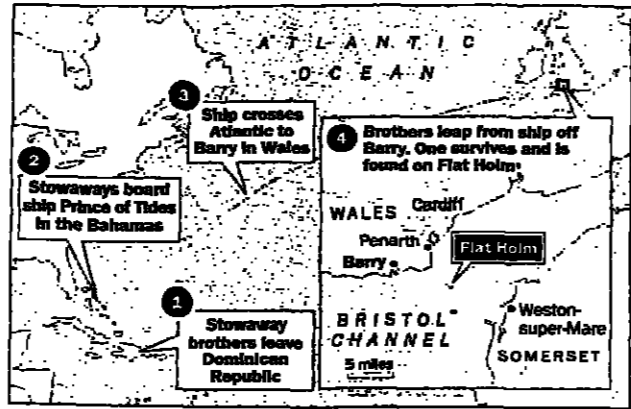 ATLANTIC
OCEAN
3
Ship crosses
Atlantic to
Barry in Wales
2
Stowaways board
ship Prince of Tides
in the Bahamas
1
Stowaway
brothers leave
Dominican
Republic
4
Brothers leap from ship off
Barry. One survives and is
found on Flat Holm
WALES
Cardiff
Penarth
Barry
Flat Holm
BRISTOL
CHANNEL
5 miles
Weston-
super-Mare
SOMERSET